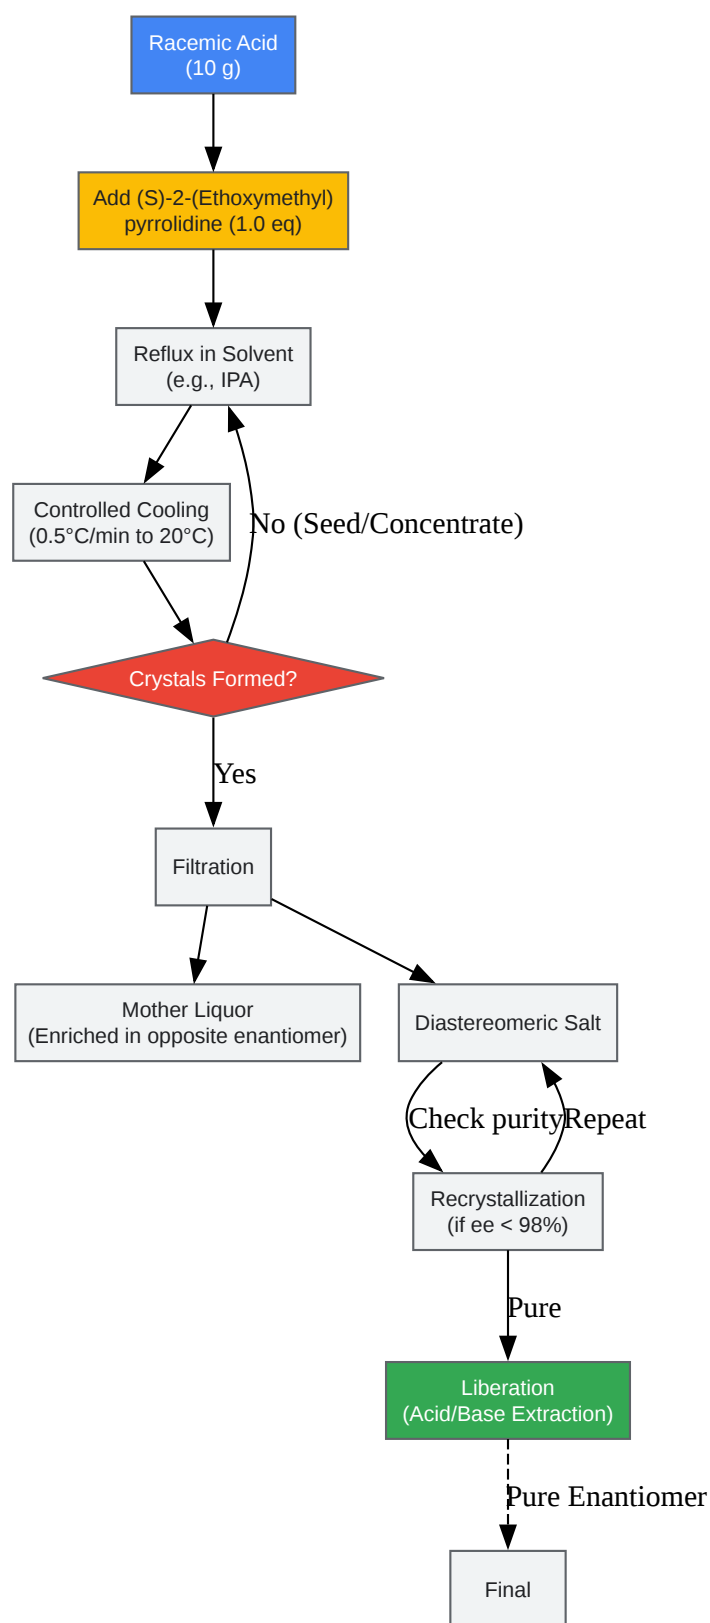 Racemic Acid
(10 g)
Add (S)-2-(Ethoxymethyl)
pyrrolidine (1.0 eq)
Reflux in Solvent
(e.g., IPA)
Controlled Cooling
(0.5°C/min to 20°C)
No (Seed/Concentrate)
Crystals Formed?
Yes
Filtration
Mother Liquor
(Enriched in opposite enantiomer)
Diastereomeric Salt
Check purity
Repeat
Recrystallization
(if ee < 98%)
Pure
Liberation
(Acid/Base Extraction)
Pure Enantiomer
Final